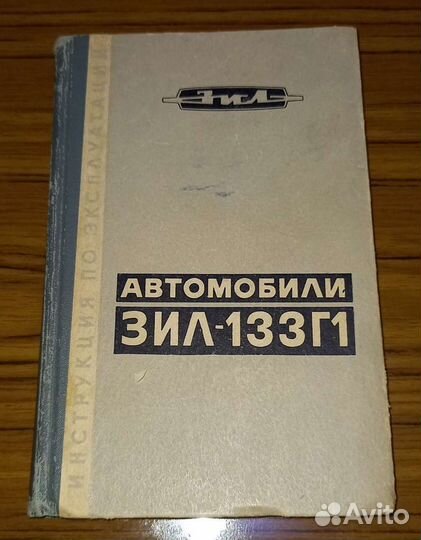 ЗИЛ
АВТОМОБИЛИ
ЗИЛ-133Г1
ИНСТРУКЦИЯ ПО ЭКСПЛУАТАЦИИ
Avito